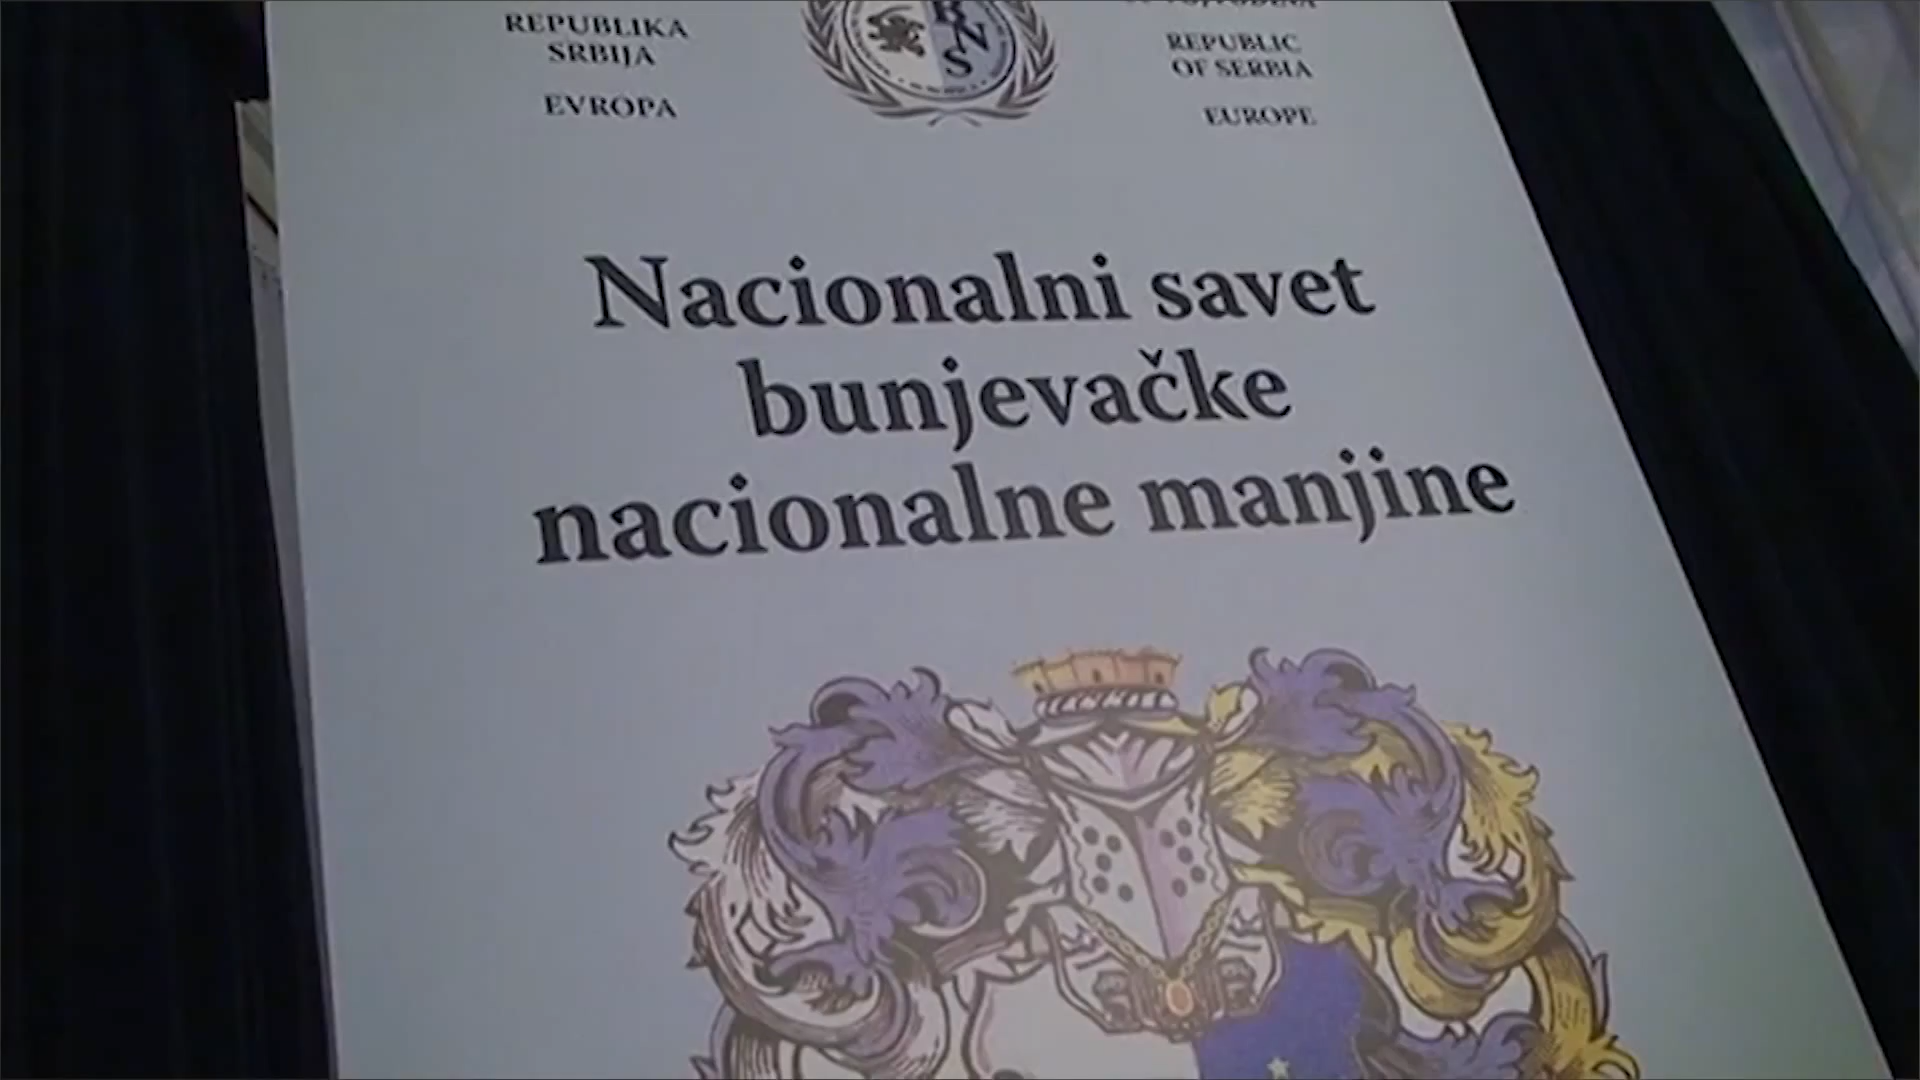 REPUBLIKA
SRBIJA
EVROPA
BNS
REPUBLIC
OF SERBIA
EUROPE
Nacionalni savet
bunjevačke
nacionalne manjine